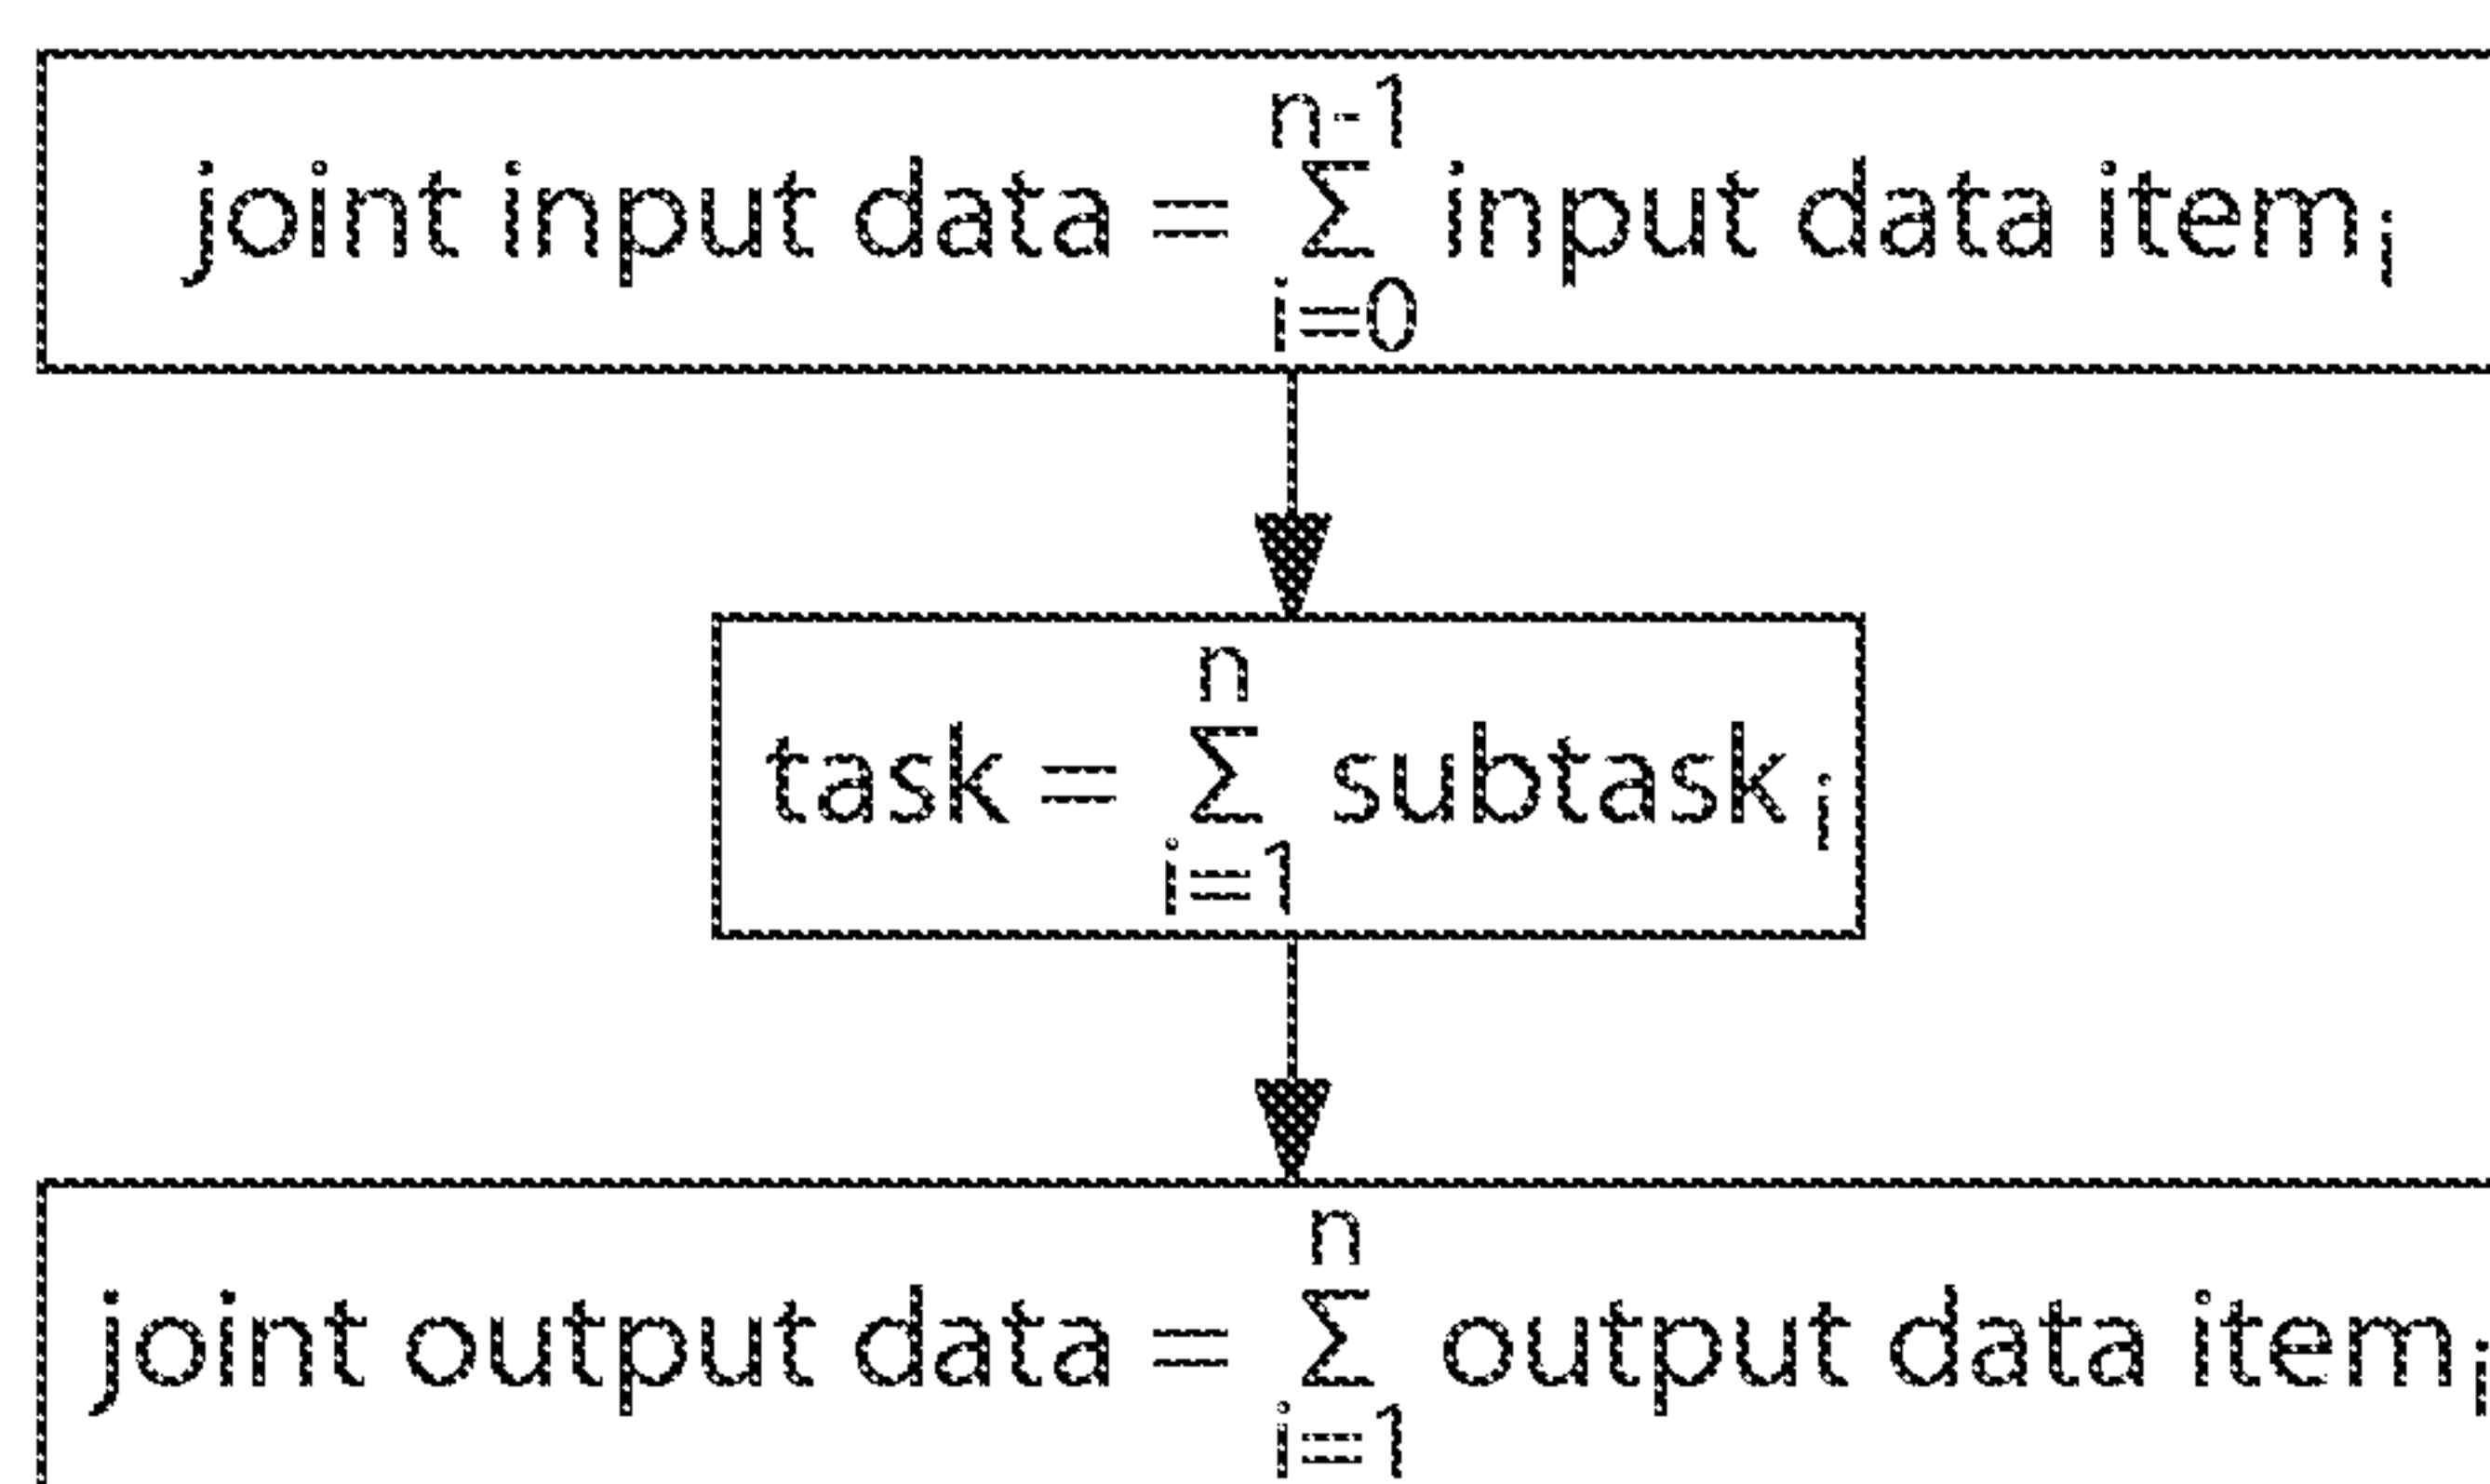 n-1
joint input data = Σ input data item i
i=0
n
task = Σ subtask i
i=1
n
joint output data = Σ output data item i
i=1